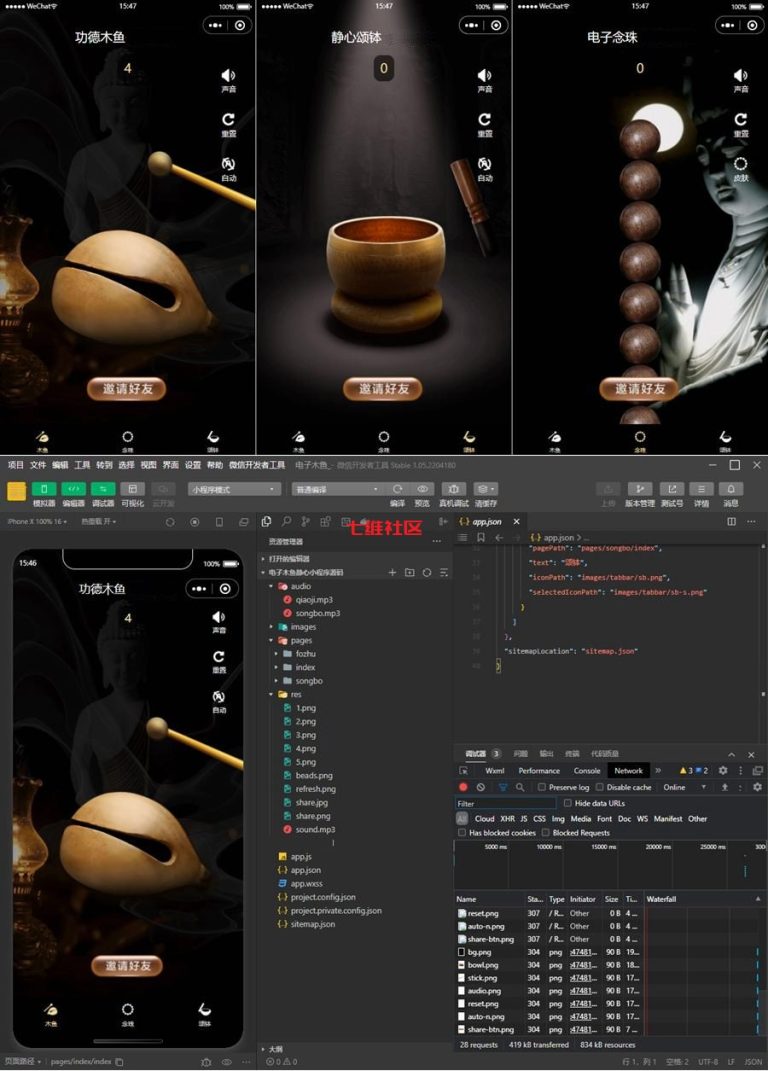 WeChat 15:47 100%
功德木鱼
4
声音
重置
自动
邀请好友
木鱼 念珠 颂钵
WeChat 15:47 100%
静心颂钵
0
声音
重置
自动
邀请好友
木鱼 念珠 颂钵
WeChat 15:47 100%
电子念珠
0
声音
重置
皮肤
邀请好友
木鱼 念珠 颂钵
项目 文件 编辑 工具 转到 选择 视图 界面 设置 帮助 微信开发者工具 电子木鱼_- 微信开发者工具 Stable 1.05.2204180
小程序模式 普通编译
模拟器 编辑器 调试器 可视化 云开发 编译 预览 真机调试 清缓存 上传 版本管理 测试号 详情 消息
iPhone X 100% 16 热重载 开
七维社区
15:46 100%
功德木鱼
4
声音
重置
自动
邀请好友
木鱼 念珠 颂钵
页面路径 pages/index/index
资源管理器
打开的编辑器
电子木鱼静心小程序源码
audio
qiaoji.mp3
songbo.mp3
images
pages
fozhu
index
songbo
res
1.png
2.png
3.png
4.png
5.png
beads.png
refresh.png
share.jpg
share.png
sound.mp3
app.js
app.json
app.wxss
project.config.json
project.private.config.json
sitemap.json
大纲
0 0
app.json
app.json > ...
"pagePath": "pages/songbo/index",
"text": "颂钵",
"iconPath": "images/tabbar/sb.png",
"selectedIconPath": "images/tabbar/sb-s.png"
}
]
},
"sitemapLocation": "sitemap.json"
}
调试器 3 问题 输出 终端 代码质量
Wxml Performance Console Network 3 2
Preserve log Disable cache Online
Filter Hide data URLs
All Cloud XHR JS CSS Img Media Font Doc WS Manifest Other
Has blocked cookies Blocked Requests
5000 ms 10000 ms 15000 ms 20000 ms 25000 ms
Name Sta... Type Initiator Size Ti... Waterfall
reset.png 307 / R... Other 0 B 4 ...
auto-n.png 307 / R... Other 0 B 4 ...
share-btn.png 307 / R... Other 0 B 4 ...
bg.png 304 png :47481... 90 B 19...
bowl.png 304 png :47481... 90 B 18...
stick.png 304 png :47481... 90 B 17...
audio.png 304 png :47481... 90 B 17...
reset.png 304 png :47481... 90 B 17...
auto-n.png 304 png :47481... 90 B 17...
share-btn.png 304 png :47481... 90 B 7 ...
28 requests 419 kB transferred 834 kB resources
行 1, 列 1 空格: 2 UTF-8 LF JSON